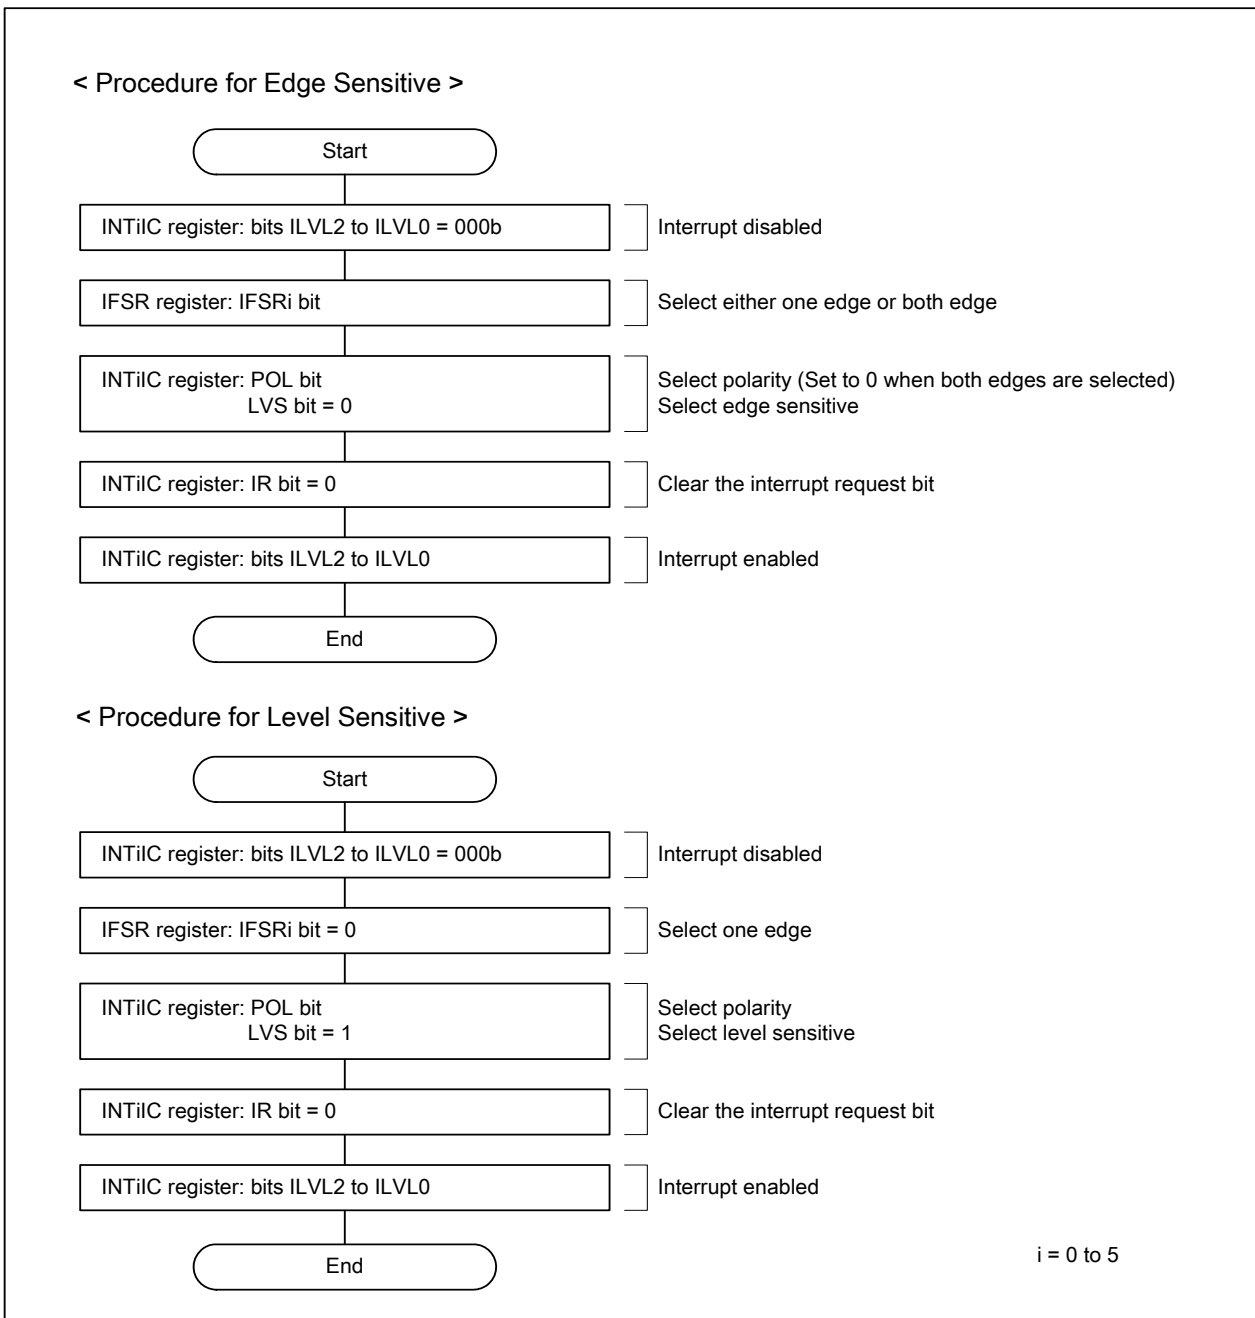 < Procedure for Edge Sensitive >
Start
INTiIC register: bits ILVL2 to ILVL0 = 000b
Interrupt disabled
IFSR register: IFSRi bit
Select either one edge or both edge
INTiIC register: POL bit
LVS bit = 0
Select polarity (Set to 0 when both edges are selected)
Select edge sensitive
INTiIC register: IR bit = 0
Clear the interrupt request bit
INTiIC register: bits ILVL2 to ILVL0
Interrupt enabled
End
< Procedure for Level Sensitive >
Start
INTiIC register: bits ILVL2 to ILVL0 = 000b
Interrupt disabled
IFSR register: IFSRi bit = 0
Select one edge
INTiIC register: POL bit
LVS bit = 1
Select polarity
Select level sensitive
INTiIC register: IR bit = 0
Clear the interrupt request bit
INTiIC register: bits ILVL2 to ILVL0
Interrupt enabled
End
i = 0 to 5